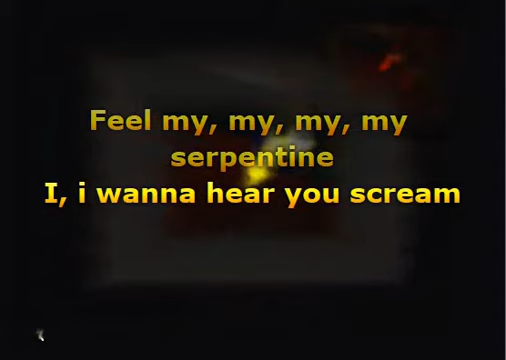 Feel my, my, my, my
serpentine
I, i wanna hear you scream